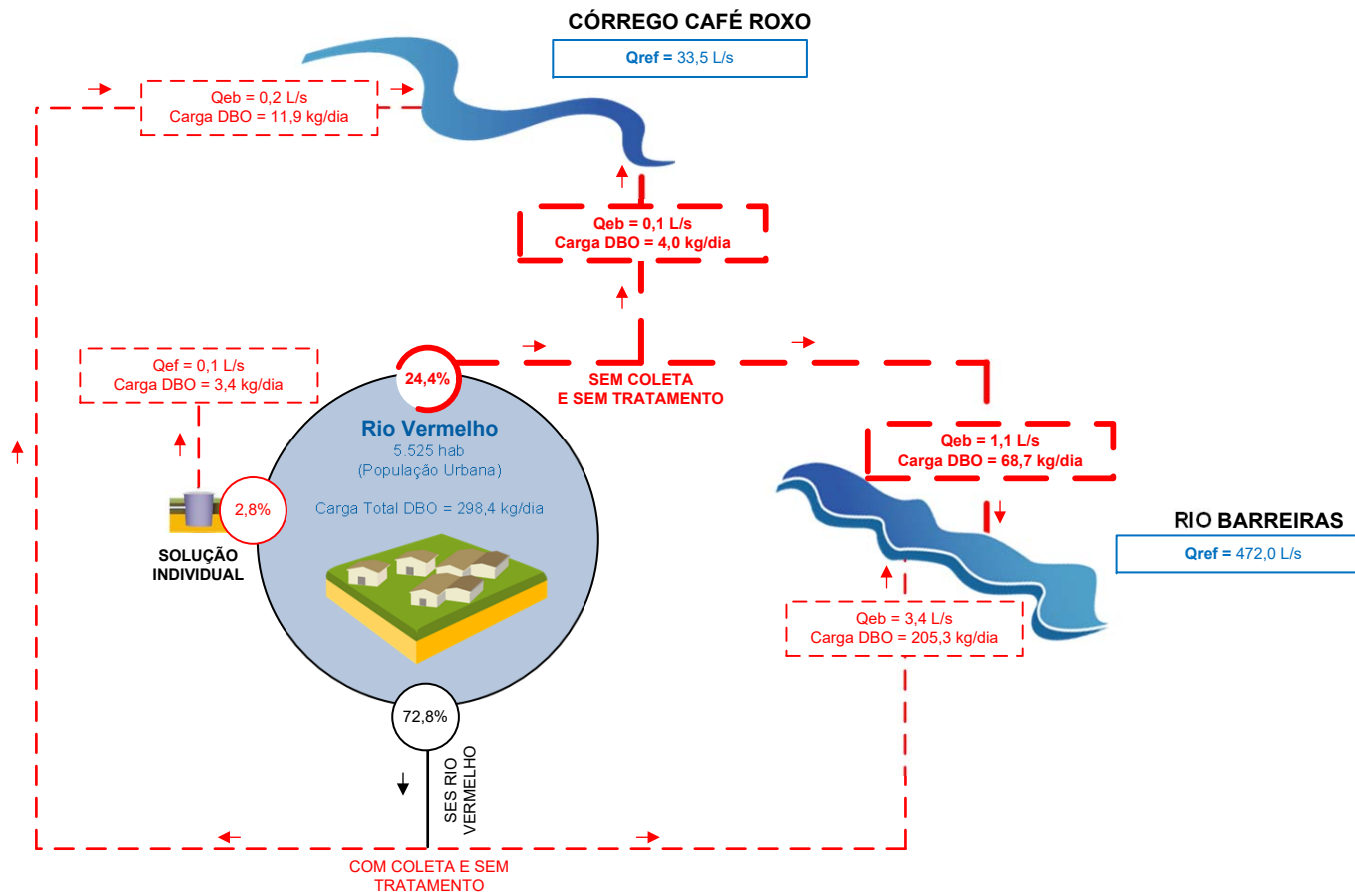 CÓRREGO CAFÉ ROXO
Qref = 33,5 L/s
Qeb = 0,2 L/s
Carga DBO = 11,9 kg/dia
Qeb = 0,1 L/s
Carga DBO = 4,0 kg/dia
Qef = 0,1 L/s
Carga DBO = 3,4 kg/dia
24,4%
SEM COLETA
E SEM TRATAMENTO
Rio Vermelho
5.525 hab
(População Urbana)
Carga Total DBO = 298,4 kg/dia
Qeb = 1,1 L/s
Carga DBO = 68,7 kg/dia
2,8%
SOLUÇÃO
INDIVIDUAL
RIO BARREIRAS
Qref = 472,0 L/s
Qeb = 3,4 L/s
Carga DBO = 205,3 kg/dia
72,8%
SES RIO
VERMELHO
COM COLETA E SEM
TRATAMENTO